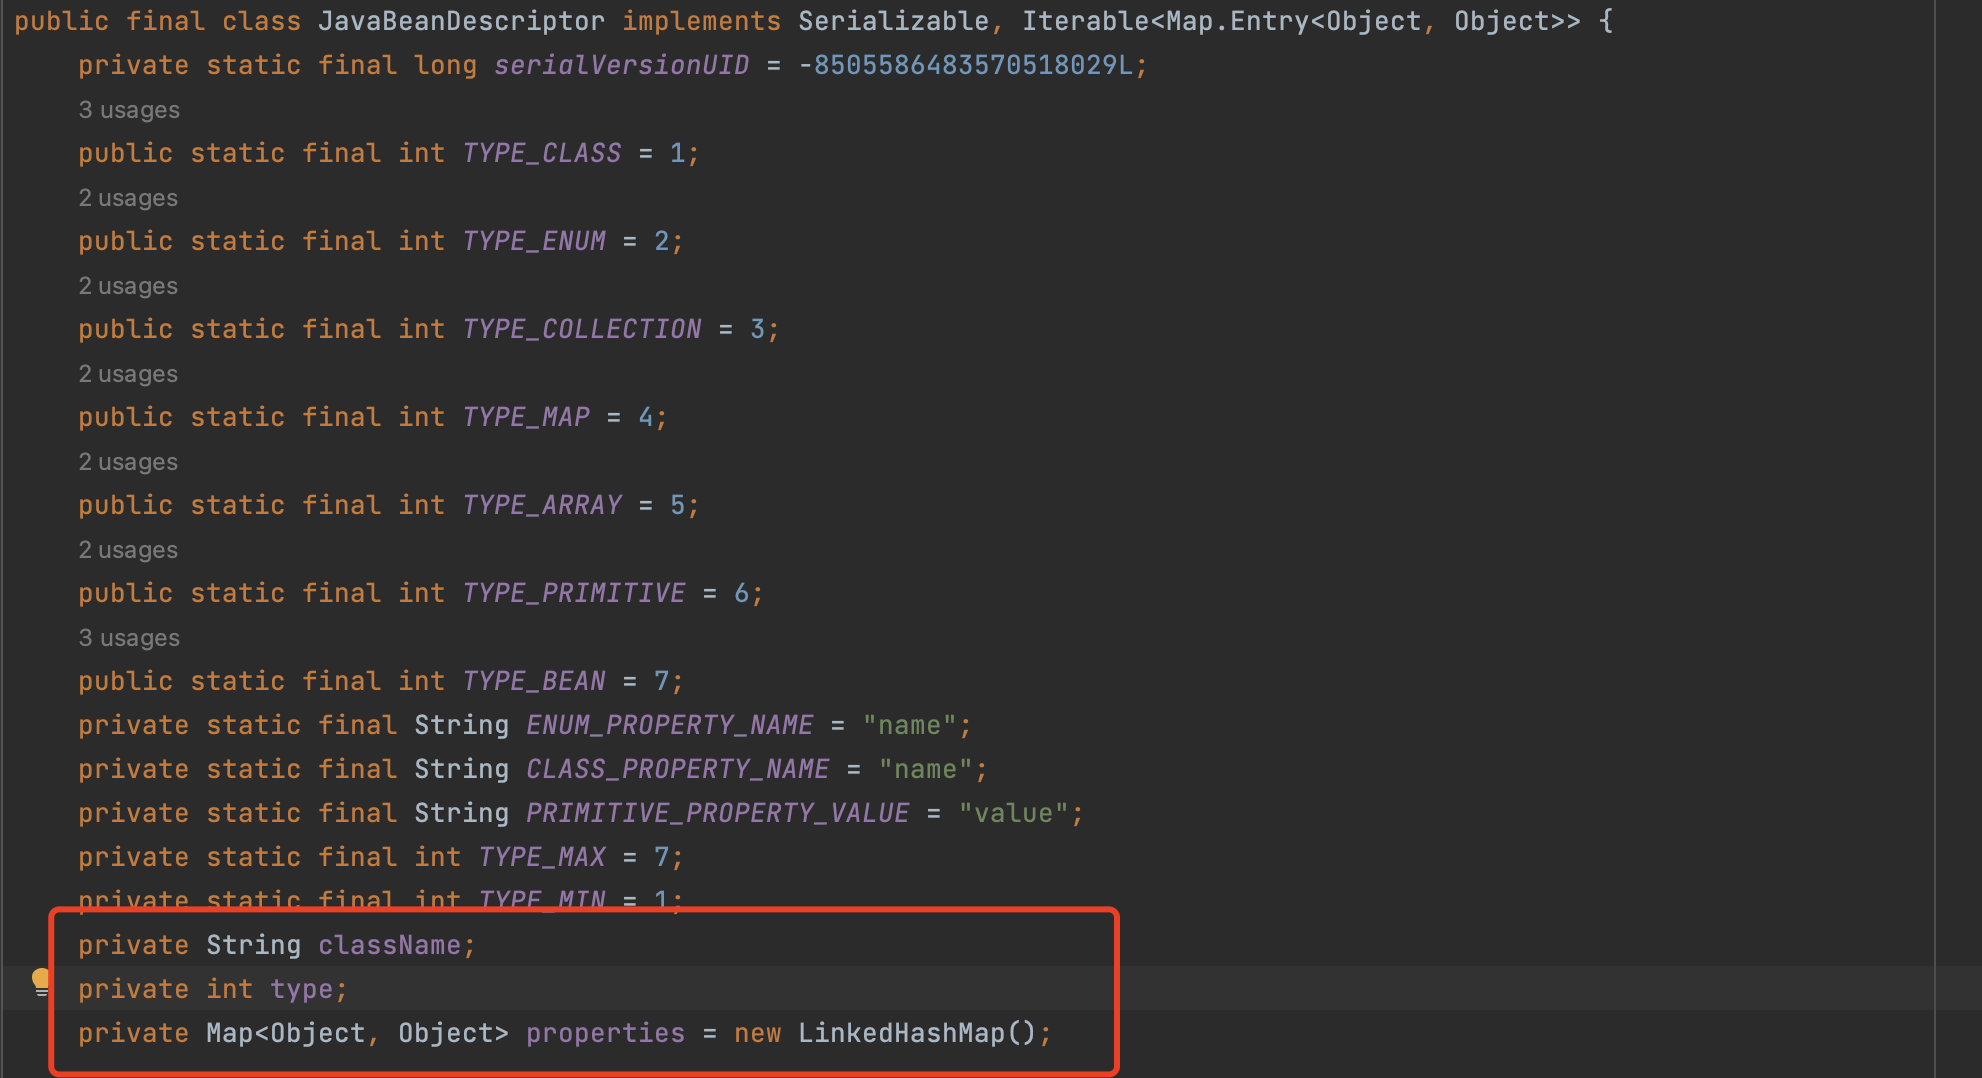 public final class JavaBeanDescriptor implements Serializable, Iterable<Map.Entry<Object, Object>> {
private static final long serialVersionUID = -8505586483570518029L;
3 usages
public static final int TYPE_CLASS = 1;
2 usages
public static final int TYPE_ENUM = 2;
2 usages
public static final int TYPE_COLLECTION = 3;
2 usages
public static final int TYPE_MAP = 4;
2 usages
public static final int TYPE_ARRAY = 5;
2 usages
public static final int TYPE_PRIMITIVE = 6;
3 usages
public static final int TYPE_BEAN = 7;
private static final String ENUM_PROPERTY_NAME = "name";
private static final String CLASS_PROPERTY_NAME = "name";
private static final String PRIMITIVE_PROPERTY_VALUE = "value";
private static final int TYPE_MAX = 7;
private static final int TYPE_MIN = 1;
private String className;
private int type;
private Map<Object, Object> properties = new LinkedHashMap();